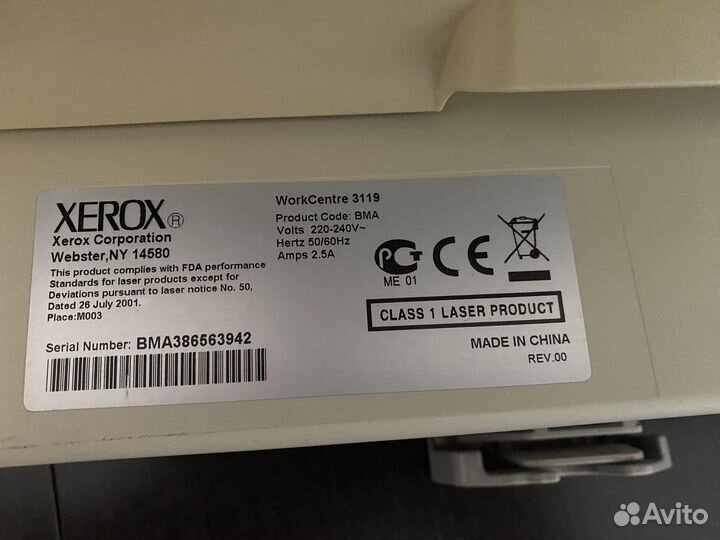 XEROX®
Xerox Corporation
Webster,NY 14580
This product complies with FDA performance
Standards for laser products except for
Deviations pursuant to laser notice No. 50,
Dated 26 July 2001.
Place:M003
Serial Number: BMA386563942
WorkCentre 3119
Product Code: BMA
Volts 220-240V~
Hertz 50/60Hz
Amps 2.5A
ME 01
CE
CLASS 1 LASER PRODUCT
MADE IN CHINA
REV.00
Avito